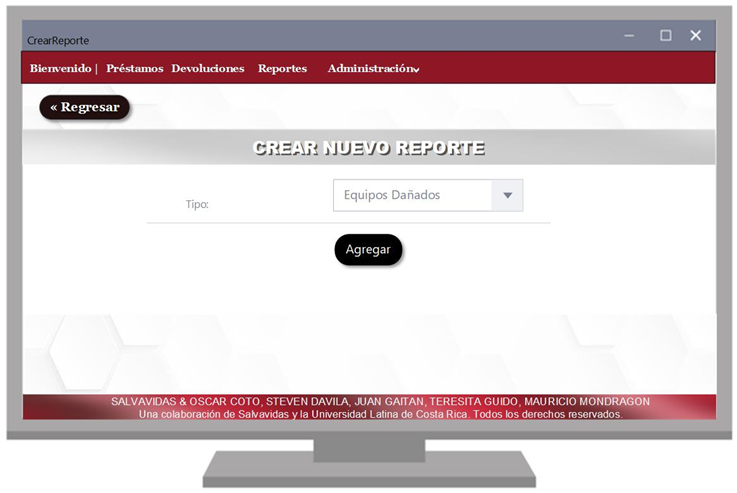 CrearReporte
Bienvenido | Préstamos Devoluciones Reportes Administración
« Regresar
CREAR NUEVO REPORTE
Tipo: Equipos Dañados
Agregar
SALVAVIDAS & OSCAR COTO, STEVEN DAVILA, JUAN GAITAN, TERESITA GUIDO, MAURICIO MONDRAGON
Una colaboración de Salvavidas y la Universidad Latina de Costa Rica. Todos los derechos reservados.